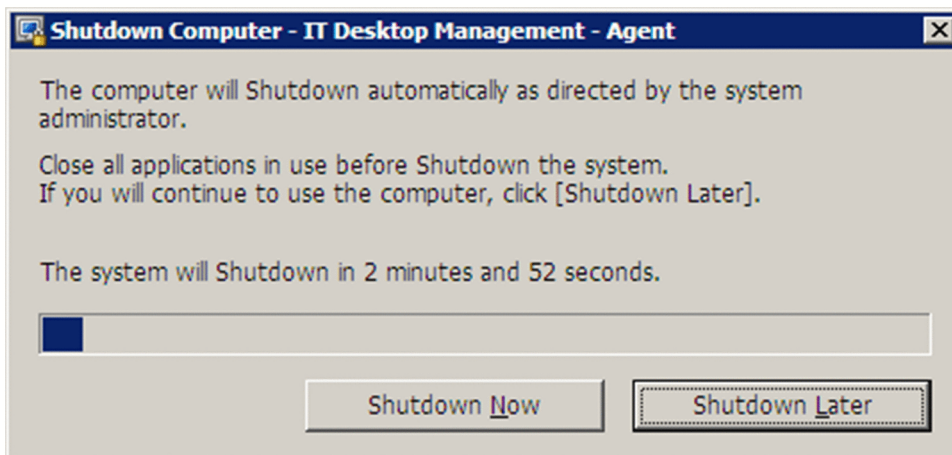 Shutdown Computer - IT Desktop Management - Agent
The computer will Shutdown automatically as directed by the system
administrator.
Close all applications in use before Shutdown the system.
If you will continue to use the computer, click [Shutdown Later].
The system will Shutdown in 2 minutes and 52 seconds.
Shutdown Now
Shutdown Later